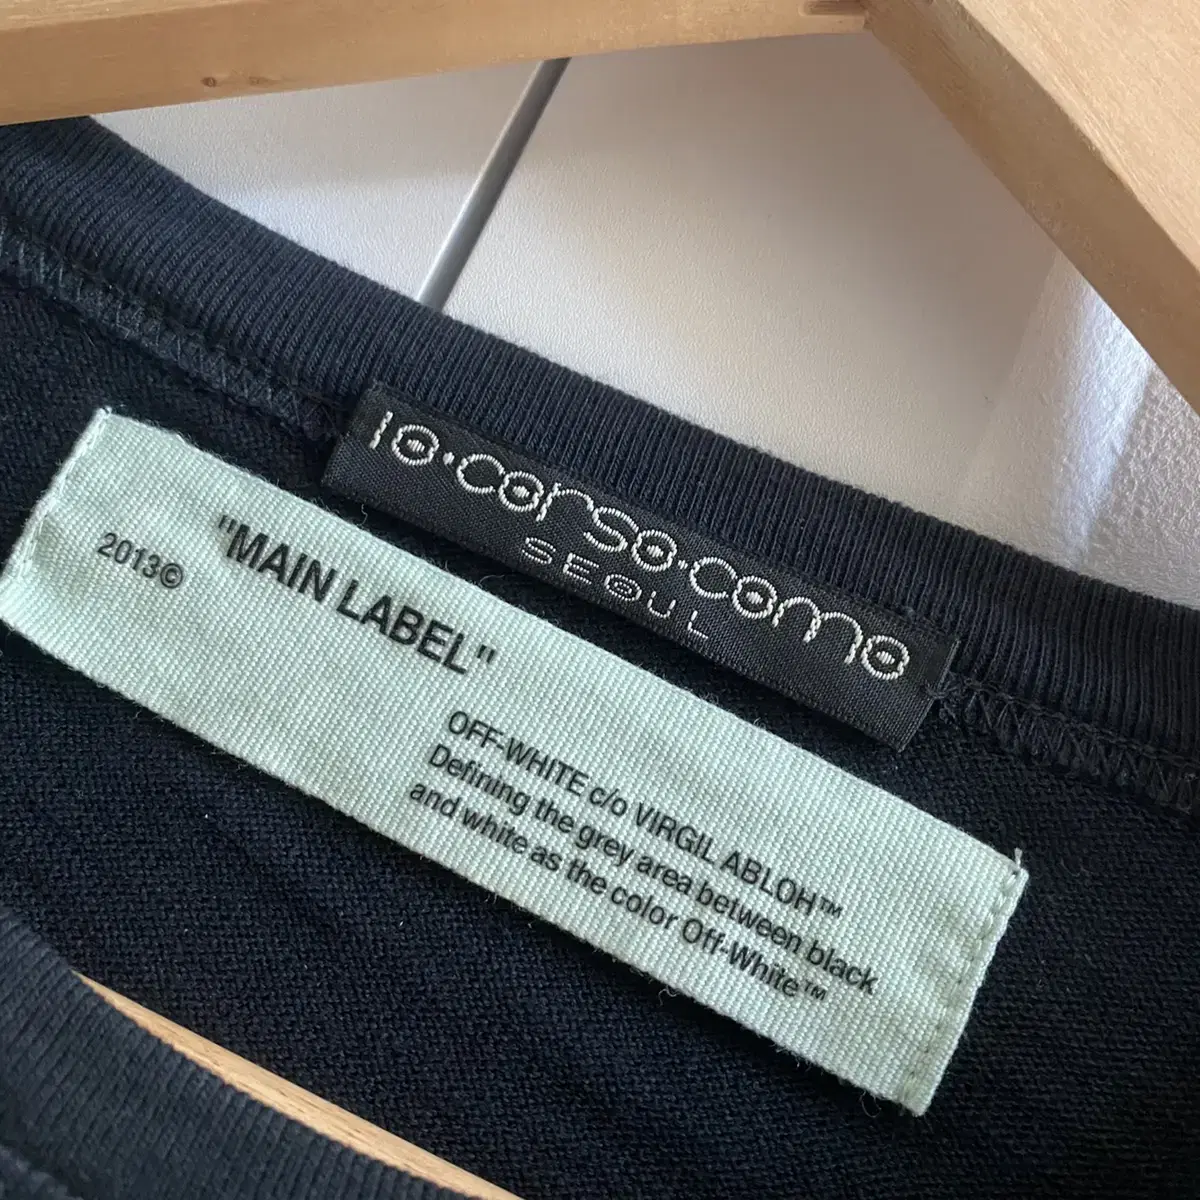 10·corso·como
SEOUL
"MAIN LABEL"
2013©
OFF-WHITE c/o VIRGIL ABLOH™
Defining the grey area between black
and white as the color Off-White™